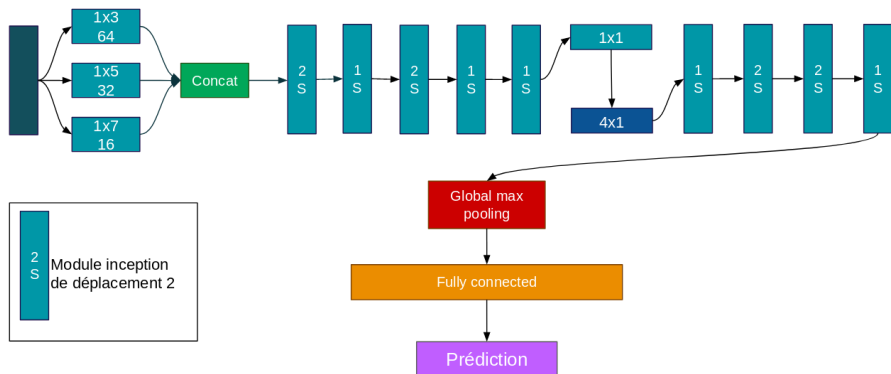 1x3
64
1x5
32
1x7
16
Concat
2
S
1
S
2
S
1
S
1
S
1x1
4x1
1
S
2
S
2
S
1
S
Global max
pooling
Fully connected
Prédiction
2
S
Module inception
de déplacement 2